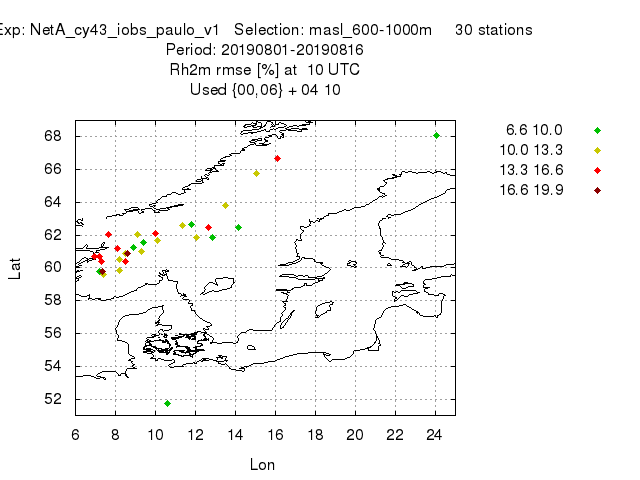 Exp: NetA_cy43_iobs_paulo_v1 Selection: masl_600-1000m 30 stations
Period: 20190801-20190816
Rh2m rmse [%] at 10 UTC
Used {00,06} + 04 10
6.6 10.0
10.0 13.3
13.3 16.6
16.6 19.9
68
66
64
62
60
58
56
54
52
Lat
6 8 10 12 14 16 18 20 22 24
Lon